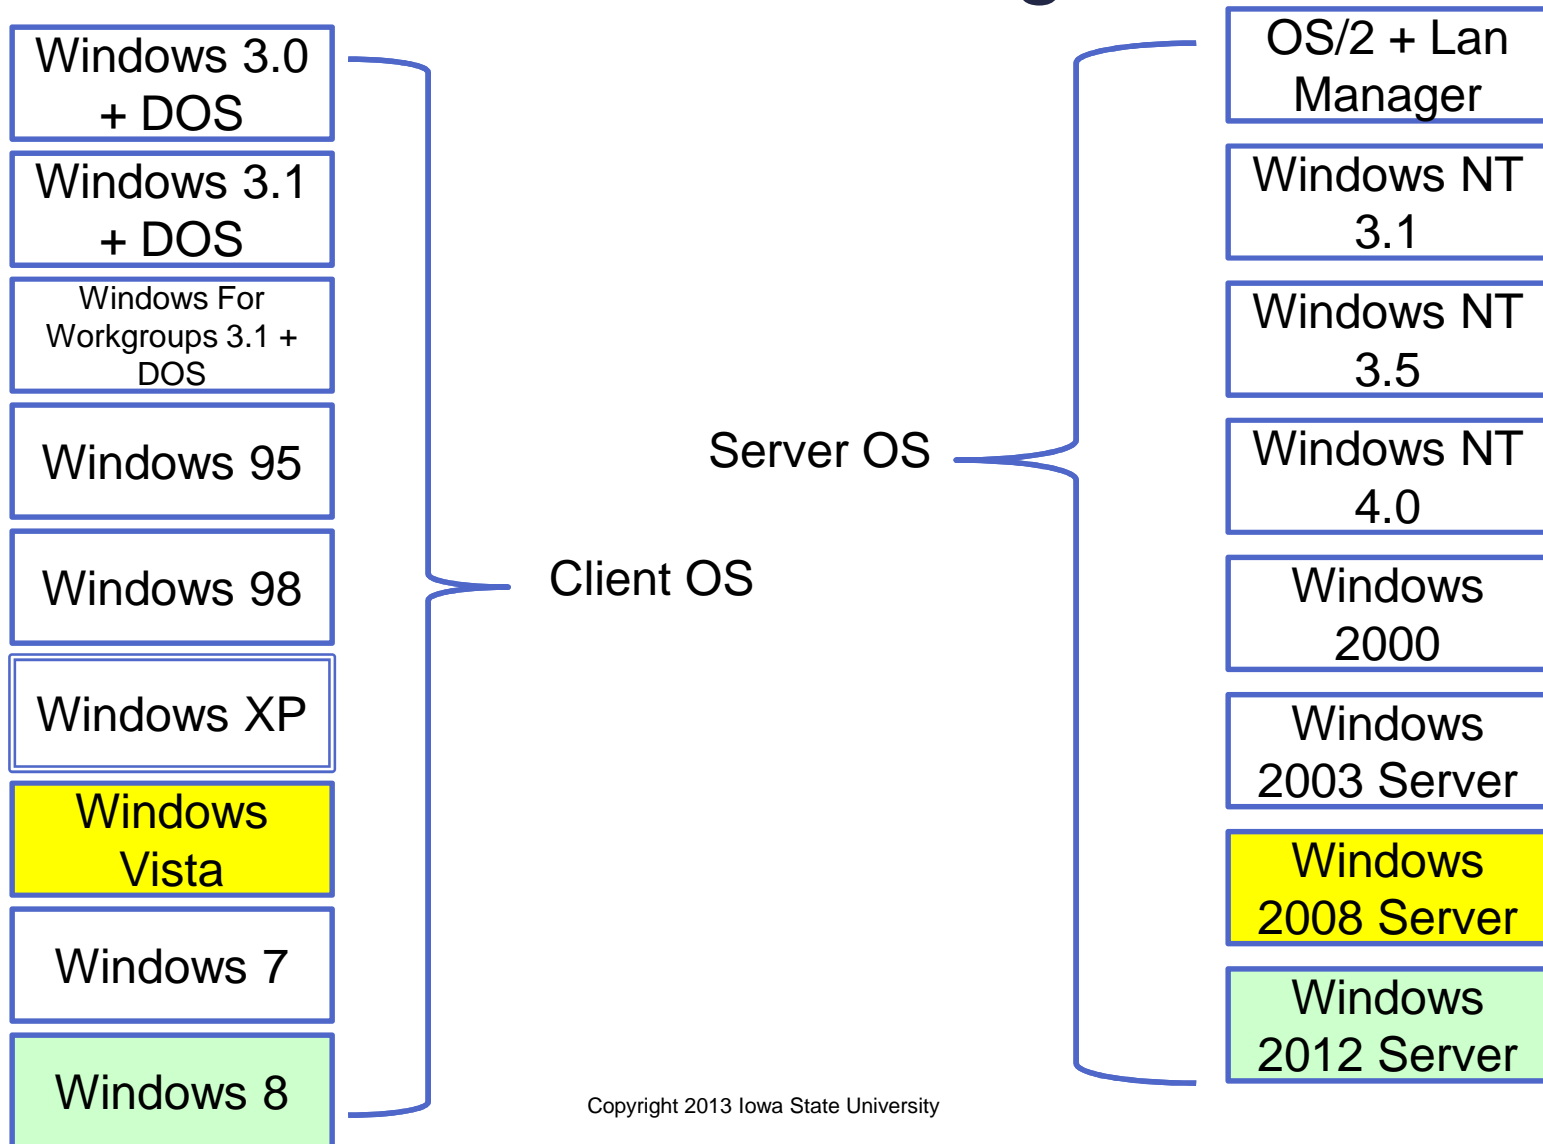 Windows 3.0
+ DOS
Windows 3.1
+ DOS
Windows For
Workgroups 3.1 +
DOS
Windows 95
Windows 98
Windows XP
Windows
Vista
Windows 7
Windows 8
Client OS
Server OS
OS/2 + Lan
Manager
Windows NT
3.1
Windows NT
3.5
Windows NT
4.0
Windows
2000
Windows
2003 Server
Windows
2008 Server
Windows
2012 Server
Copyright 2013 Iowa State University